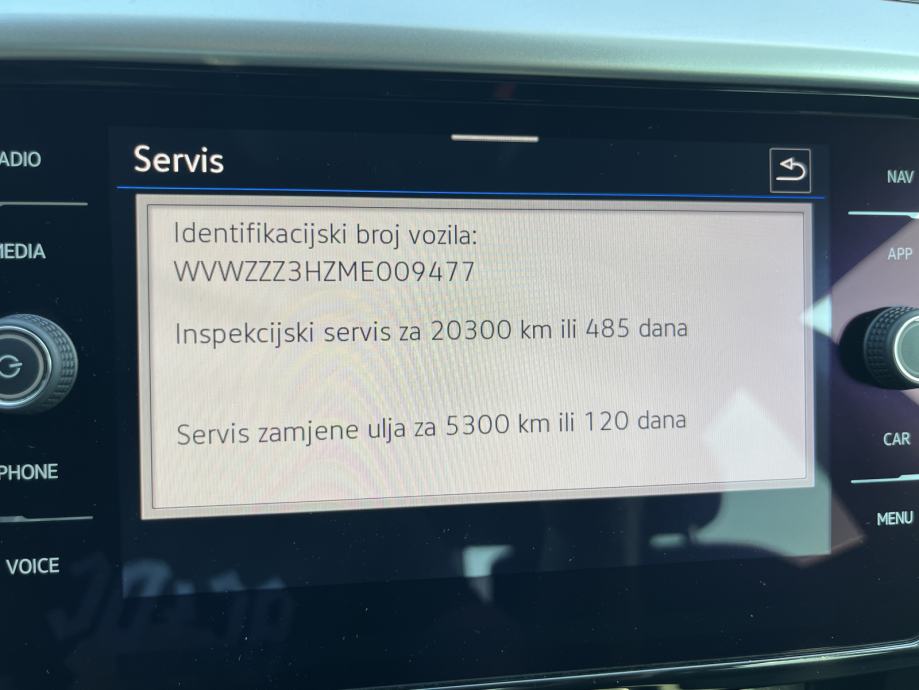 Servis
ADIO
NAV
Identifikacijski broj vozila:
MEDIA
WVWZZZ3HZME009477
APP
Inspekcijski servis za 20300 km ili 485 dana
Servis zamjene ulja za 5300 km ili 120 dana
CAR
PHONE
MENU
VOICE